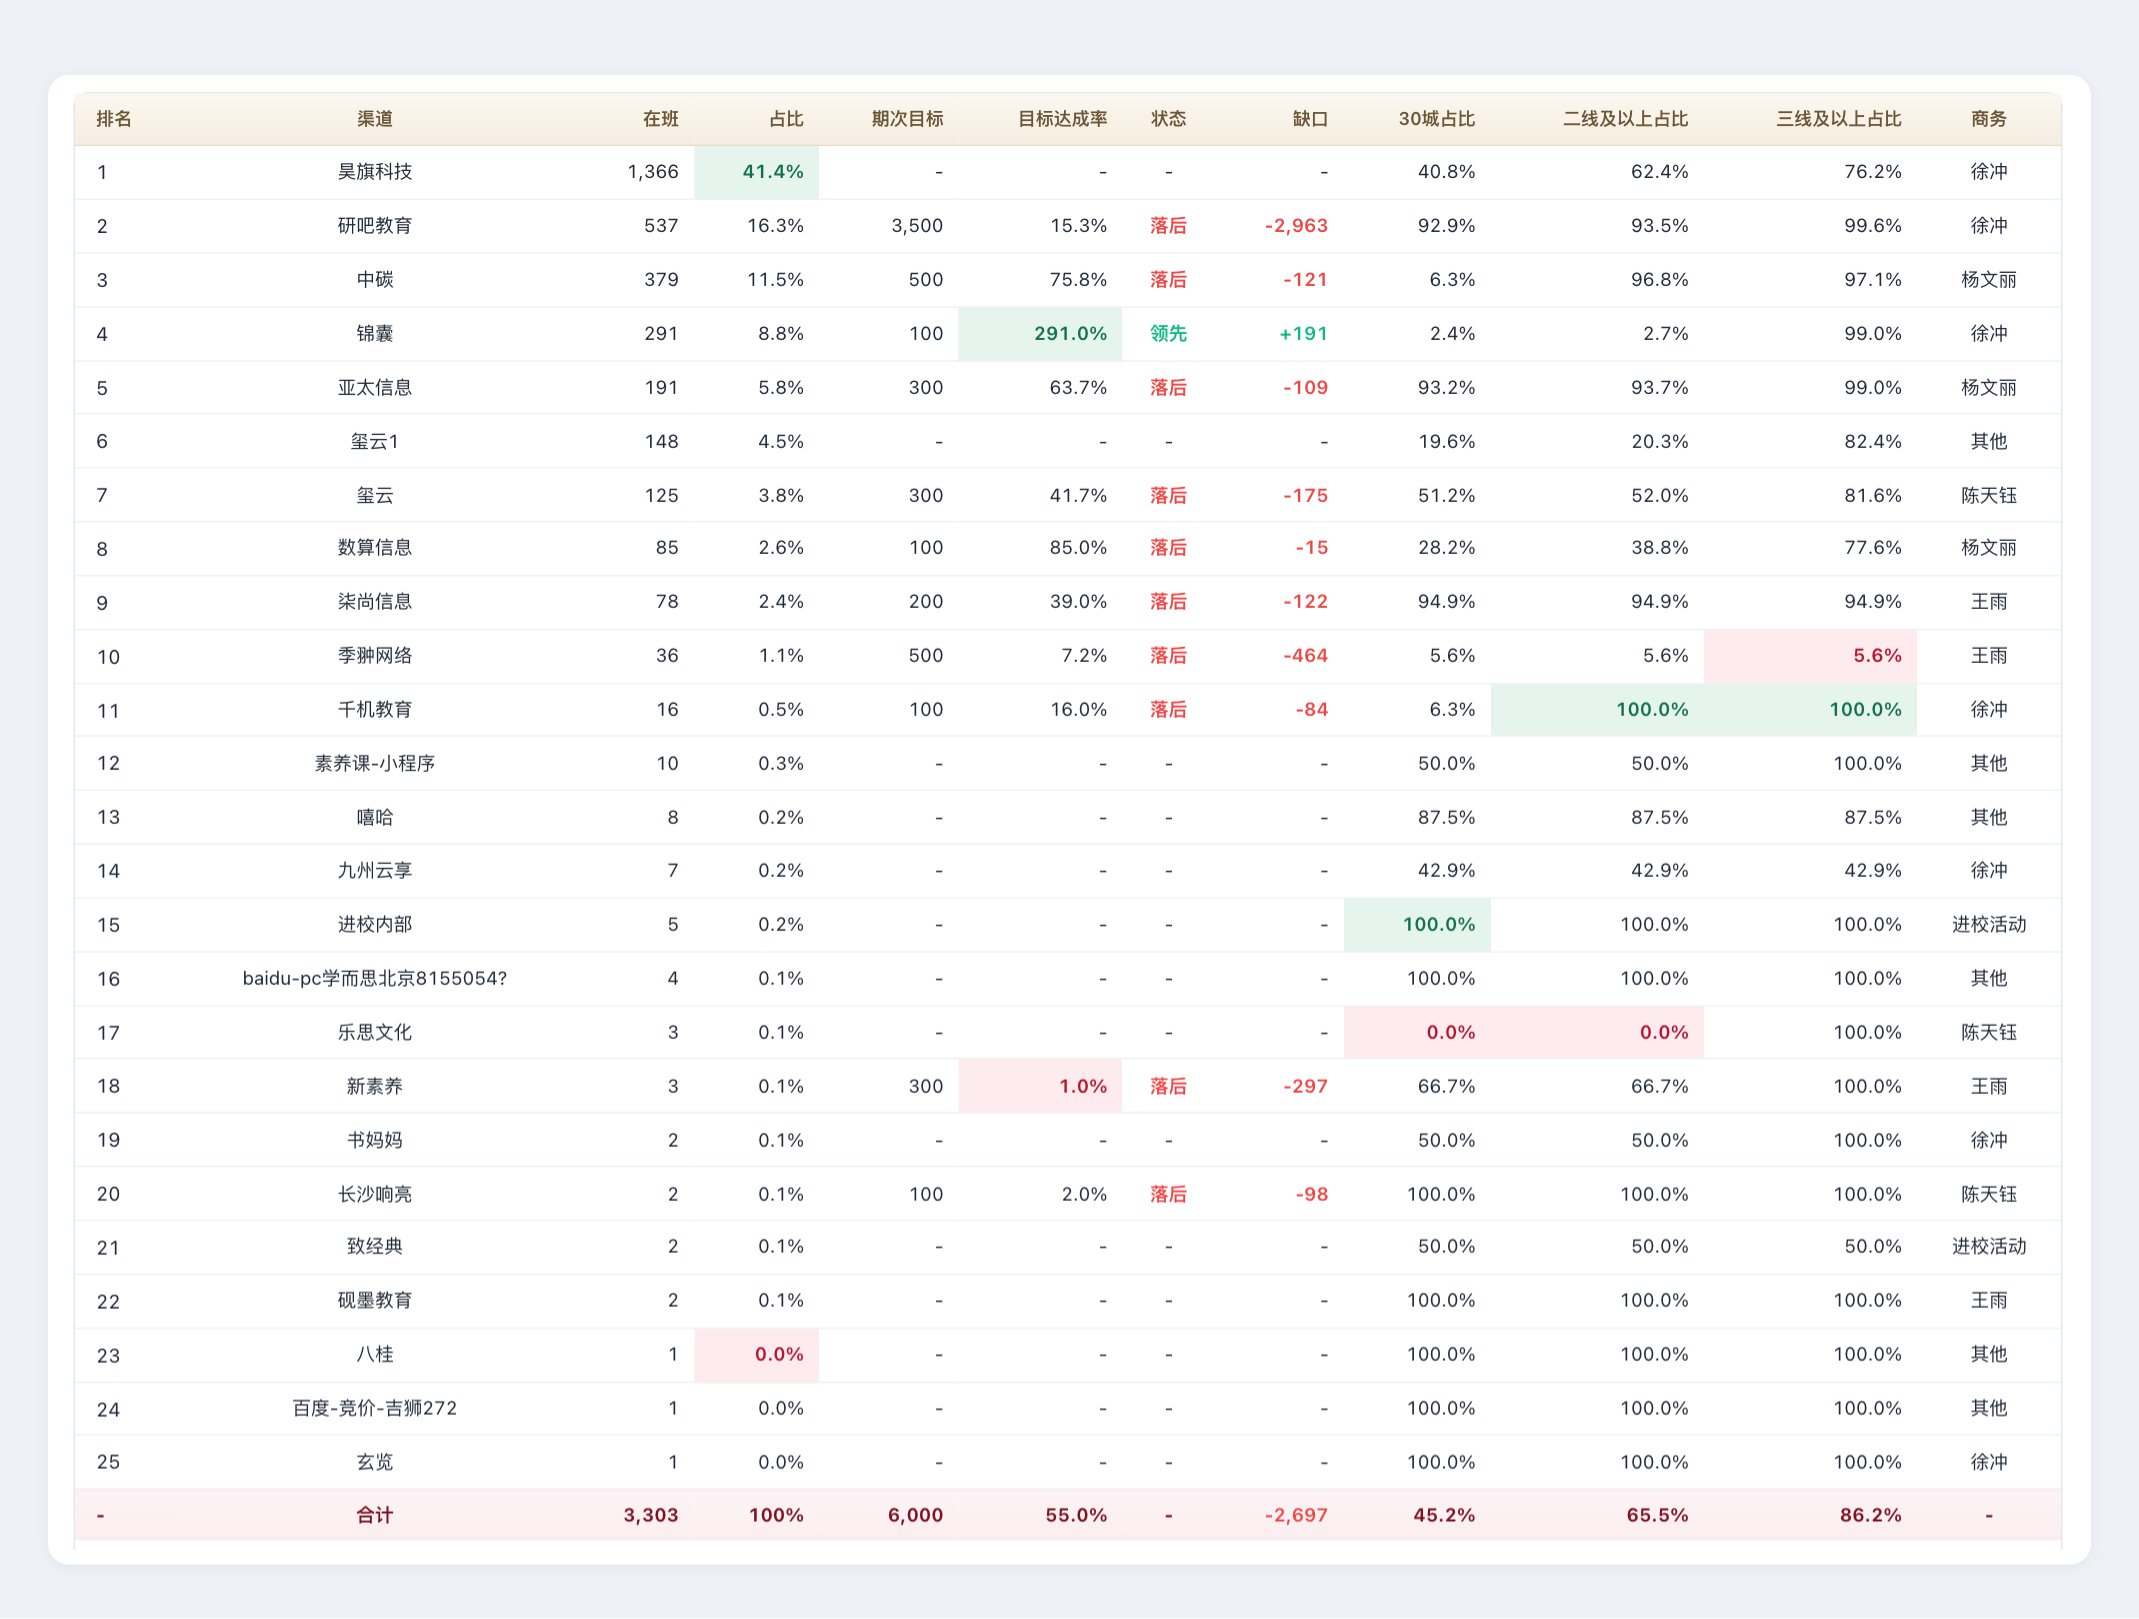 排名 渠道 在班 占比 期次目标 目标达成率 状态 缺口 30城占比 二线及以上占比 三线及以上占比 商务
1 昊旗科技 1,366 41.4% - - - - 40.8% 62.4% 76.2% 徐冲
2 研吧教育 537 16.3% 3,500 15.3% 落后 -2,963 92.9% 93.5% 99.6% 徐冲
3 中碳 379 11.5% 500 75.8% 落后 -121 6.3% 96.8% 97.1% 杨文丽
4 锦囊 291 8.8% 100 291.0% 领先 +191 2.4% 2.7% 99.0% 徐冲
5 亚太信息 191 5.8% 300 63.7% 落后 -109 93.2% 93.7% 99.0% 杨文丽
6 玺云1 148 4.5% - - - - 19.6% 20.3% 82.4% 其他
7 玺云 125 3.8% 300 41.7% 落后 -175 51.2% 52.0% 81.6% 陈天钰
8 数算信息 85 2.6% 100 85.0% 落后 -15 28.2% 38.8% 77.6% 杨文丽
9 柒尚信息 78 2.4% 200 39.0% 落后 -122 94.9% 94.9% 94.9% 王雨
10 季翀网络 36 1.1% 500 7.2% 落后 -464 5.6% 5.6% 5.6% 王雨
11 千机教育 16 0.5% 100 16.0% 落后 -84 6.3% 100.0% 100.0% 徐冲
12 素养课-小程序 10 0.3% - - - - 50.0% 50.0% 100.0% 其他
13 嘻哈 8 0.2% - - - - 87.5% 87.5% 87.5% 其他
14 九州云享 7 0.2% - - - - 42.9% 42.9% 42.9% 徐冲
15 进校内部 5 0.2% - - - - 100.0% 100.0% 100.0% 进校活动
16 baidu-pc学而思北京8155054? 4 0.1% - - - - 100.0% 100.0% 100.0% 其他
17 乐思文化 3 0.1% - - - - 0.0% 0.0% 100.0% 陈天钰
18 新素养 3 0.1% 300 1.0% 落后 -297 66.7% 66.7% 100.0% 王雨
19 书妈妈 2 0.1% - - - - 50.0% 50.0% 100.0% 徐冲
20 长沙响亮 2 0.1% 100 2.0% 落后 -98 100.0% 100.0% 100.0% 陈天钰
21 致经典 2 0.1% - - - - 50.0% 50.0% 50.0% 进校活动
22 砚墨教育 2 0.1% - - - - 100.0% 100.0% 100.0% 王雨
23 八桂 1 0.0% - - - - 100.0% 100.0% 100.0% 其他
24 百度-竞价-吉狮272 1 0.0% - - - - 100.0% 100.0% 100.0% 其他
25 玄览 1 0.0% - - - - 100.0% 100.0% 100.0% 徐冲
- 合计 3,303 100% 6,000 55.0% - -2,697 45.2% 65.5% 86.2% -